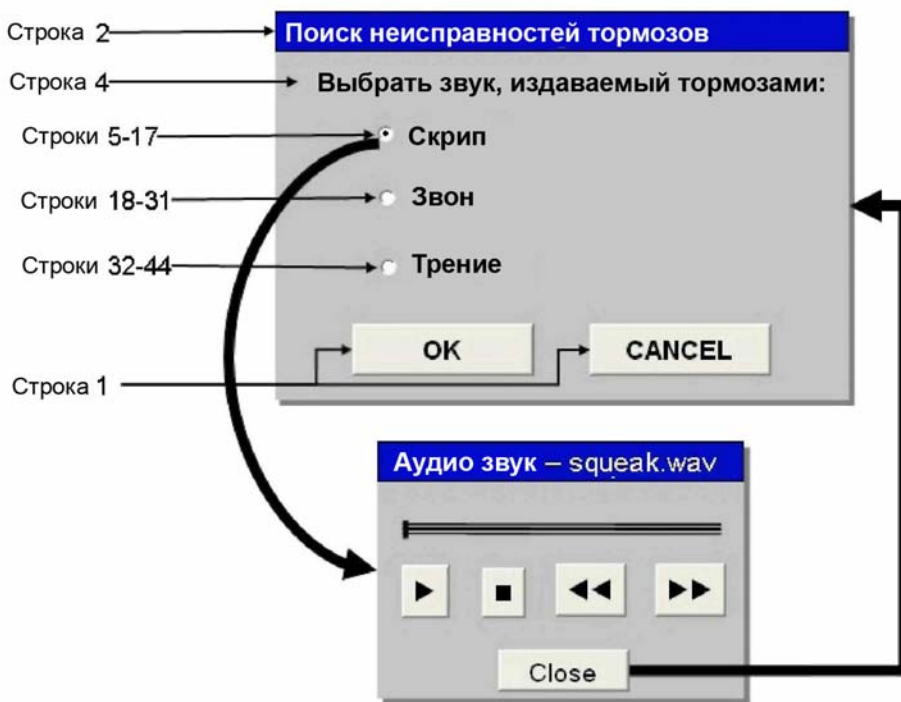 Строка 2
Поиск неисправностей тормозов
Строка 4
Выбрать звук, издаваемый тормозами:
Строки 5-17
Скрип
Строки 18-31
Звон
Строки 32-44
Трение
OK
CANCEL
Строка 1
Аудио звук – squeak.wav
Close